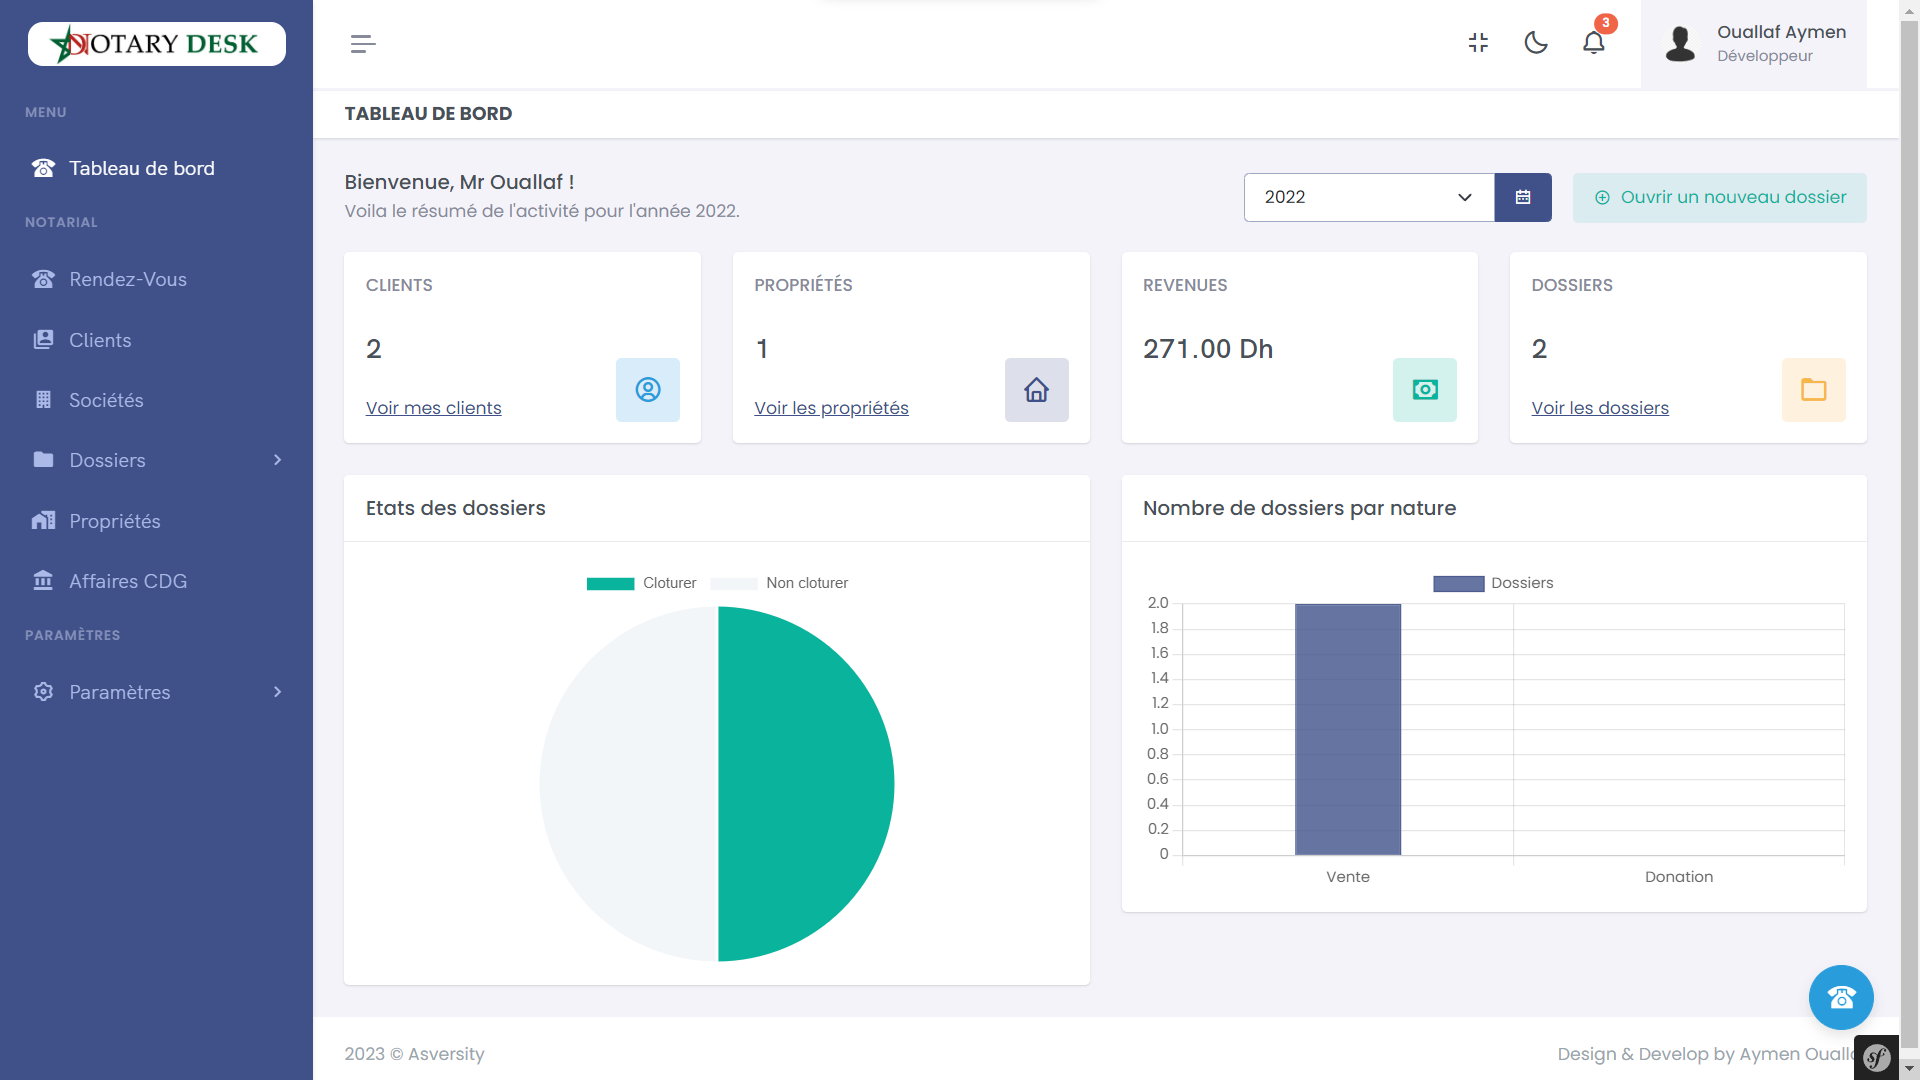 NOTARY DESK
MENU
Tableau de bord
NOTARIAL
Rendez-Vous
Clients
Sociétés
Dossiers
Propriétés
Affaires CDG
PARAMÈTRES
Paramètres
3
Ouallaf Aymen
Développeur
TABLEAU DE BORD
Bienvenue, Mr Ouallaf !
Voila le résumé de l'activité pour l'année 2022.
2022
Ouvrir un nouveau dossier
CLIENTS
2
Voir mes clients
PROPRIÉTÉS
1
Voir les propriétés
REVENUES
271.00 Dh
DOSSIERS
2
Voir les dossiers
Etats des dossiers
Cloturer
Non cloturer
Nombre de dossiers par nature
Dossiers
2.0
1.8
1.6
1.4
1.2
1.0
0.8
0.6
0.4
0.2
0
Vente
Donation
2023 © Asversity
Design & Develop by Aymen Oualla
sf